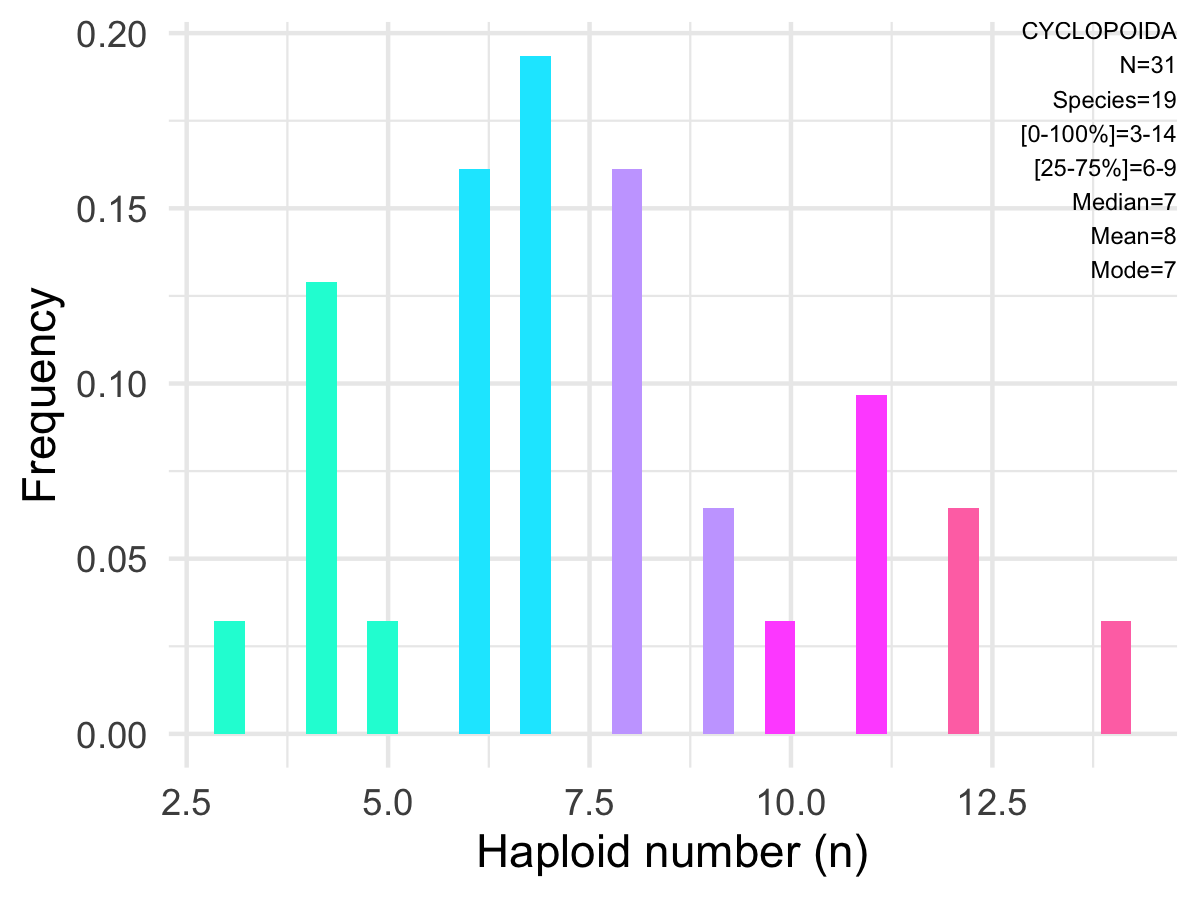 CYCLOPOIDA
N=31
Species=19
[0-100%]=3-14
[25-75%]=6-9
Median=7
Mean=8
Mode=7
0.20
0.15
0.10
0.05
0.00
Frequency
2.5 5.0 7.5 10.0 12.5
Haploid number (n)